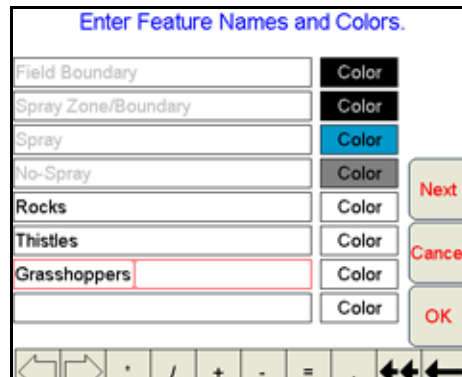 Enter Feature Names and Colors.
Field Boundary Color
Spray Zone/Boundary Color
Spray Color
No-Spray Color
Next
Rocks Color
Thistles Color
Cance
Grasshoppers Color
Color
OK
* / + - = .